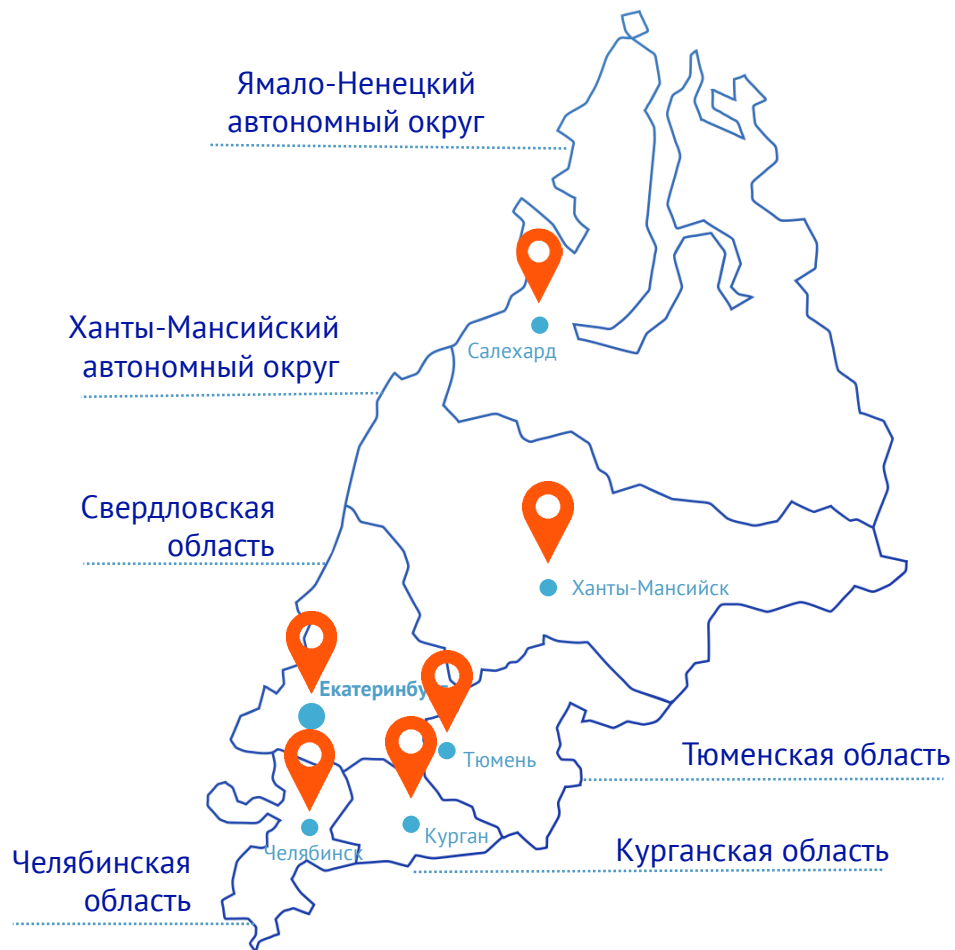 Ямало-Ненецкий
автономный округ
Салехард
Ханты-Мансийский
автономный округ
Свердловская
область
Ханты-Мансийск
Екатеринбург
Тюмень
Тюменская область
Курган
Челябинск
Курганская область
Челябинская
область